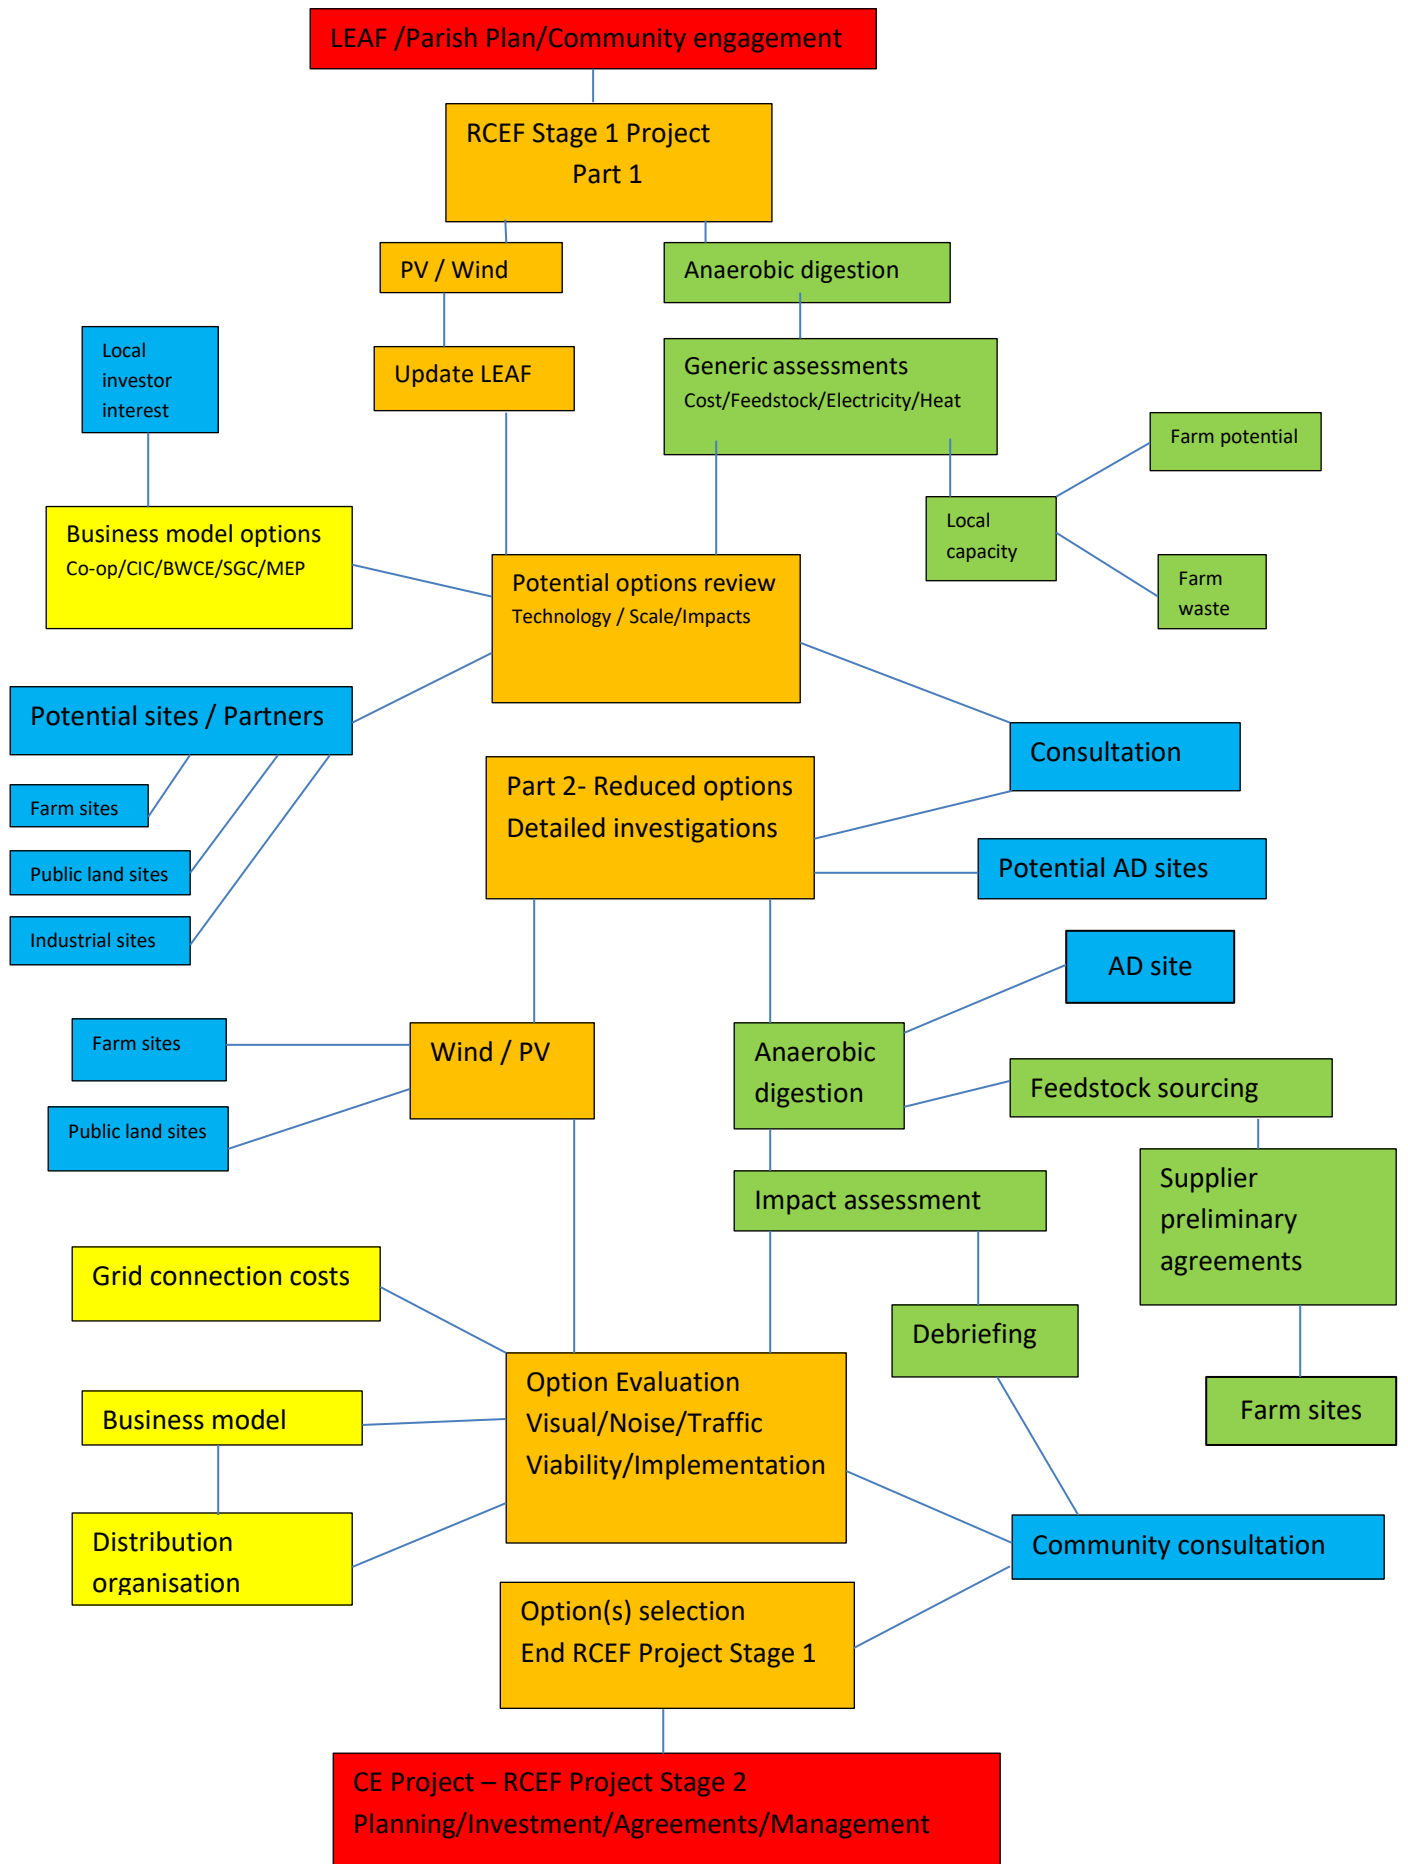 LEAF /Parish Plan/Community engagement
RCEF Stage 1 Project
Part 1
PV / Wind
Anaerobic digestion
Local
investor
interest
Update LEAF
Generic assessments
Cost/Feedstock/Electricity/Heat
Farm potential
Local
capacity
Farm
waste
Business model options
Co-op/CIC/BWCE/SGC/MEP
Potential options review
Technology / Scale/Impacts
Potential sites / Partners
Farm sites
Public land sites
Industrial sites
Consultation
Part 2- Reduced options
Detailed investigations
Potential AD sites
AD site
Farm sites
Public land sites
Wind / PV
Anaerobic
digestion
Feedstock sourcing
Supplier
preliminary
agreements
Impact assessment
Grid connection costs
Debriefing
Farm sites
Option Evaluation
Visual/Noise/Traffic
Viability/Implementation
Business model
Distribution
organisation
Community consultation
Option(s) selection
End RCEF Project Stage 1
CE Project – RCEF Project Stage 2
Planning/Investment/Agreements/Management